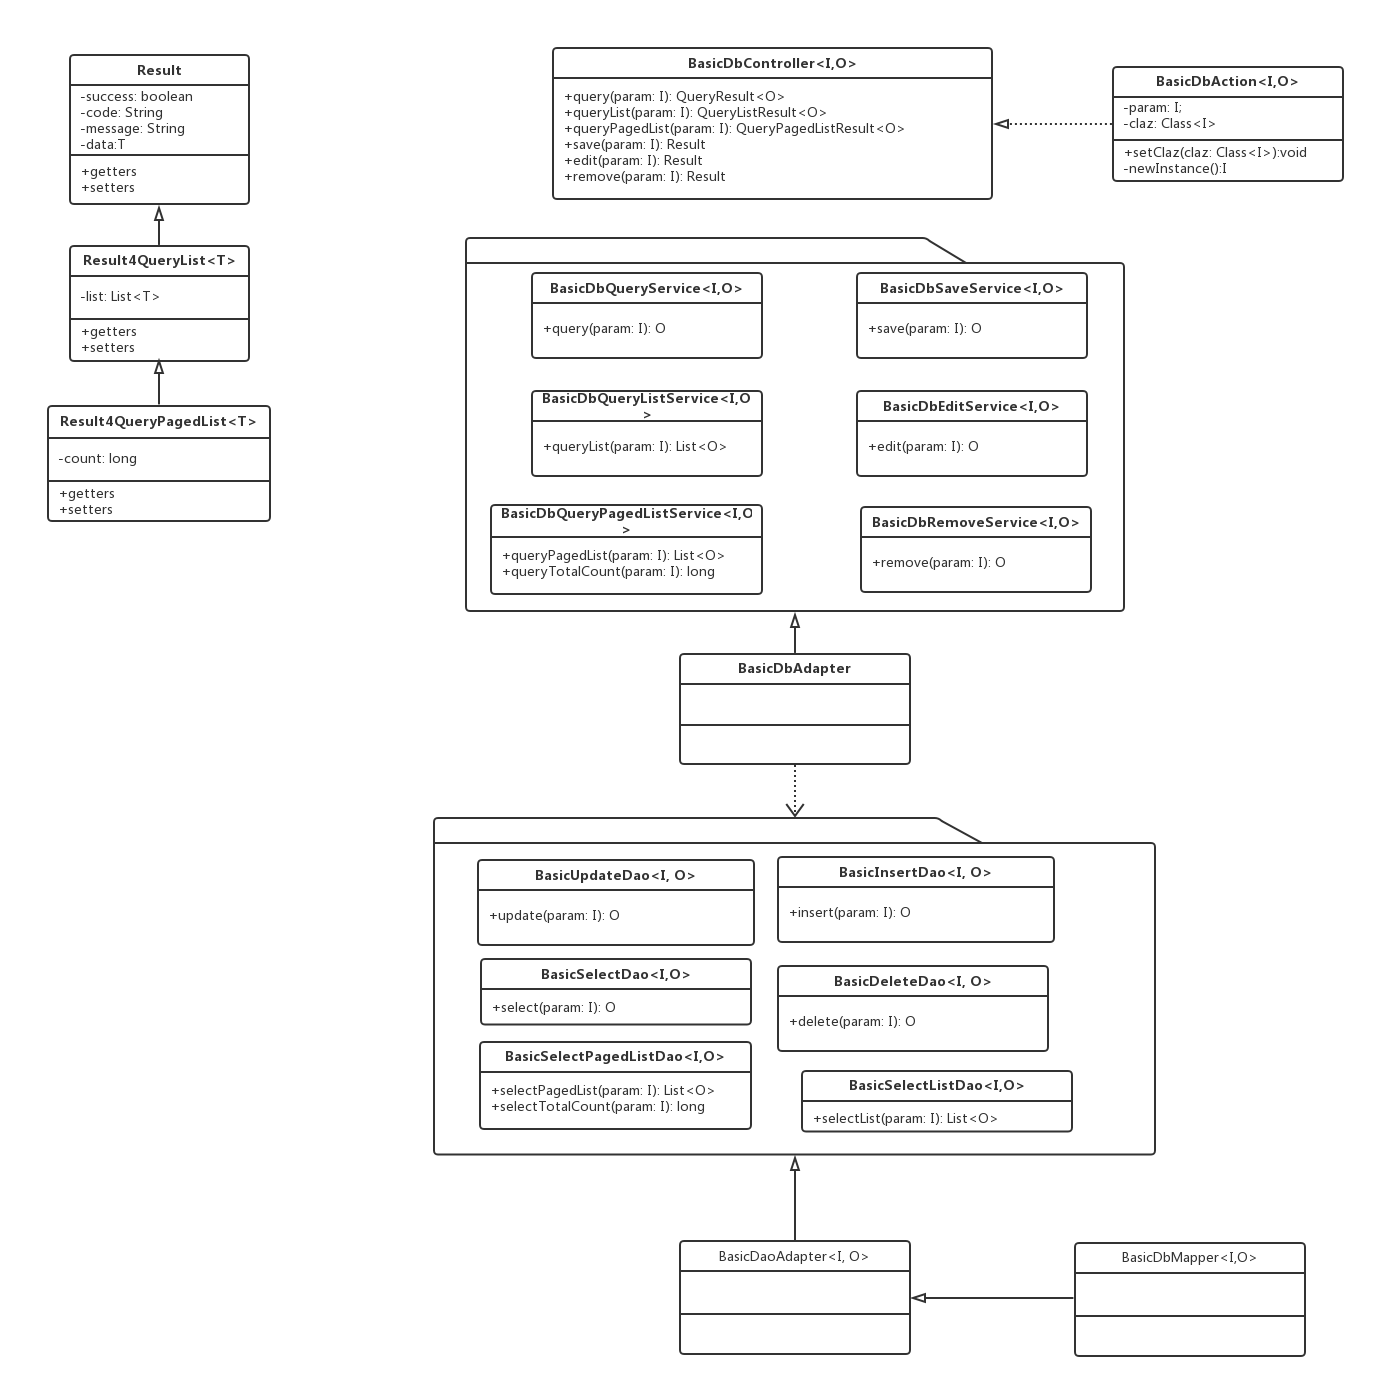 Result
-success: boolean
-code: String
-message: String
-data:T
+getters
+setters
Result4QueryList<T>
-list: List<T>
+getters
+setters
Result4QueryPagedList<T>
-count: long
+getters
+setters
BasicDbController<I,O>
+query(param: I): QueryResult<O>
+queryList(param: I): QueryListResult<O>
+queryPagedList(param: I): QueryPagedListResult<O>
+save(param: I): Result
+edit(param: I): Result
+remove(param: I): Result
BasicDbAction<I,O>
-param: I;
-claz: Class<I>
+setClaz(claz: Class<I>):void
-newInstance():I
BasicDbQueryService<I,O>
+query(param: I): O
BasicDbSaveService<I,O>
+save(param: I): O
BasicDbQueryListService<I,O
>
+queryList(param: I): List<O>
BasicDbEditService<I,O>
+edit(param: I): O
BasicDbQueryPagedListService<I,O
>
+queryPagedList(param: I): List<O>
+queryTotalCount(param: I): long
BasicDbRemoveService<I,O>
+remove(param: I): O
BasicDbAdapter
BasicUpdateDao<I, O>
+update(param: I): O
BasicInsertDao<I, O>
+insert(param: I): O
BasicSelectDao<I,O>
+select(param: I): O
BasicDeleteDao<I, O>
+delete(param: I): O
BasicSelectPagedListDao<I,O>
+selectPagedList(param: I): List<O>
+selectTotalCount(param: I): long
BasicSelectListDao<I,O>
+selectList(param: I): List<O>
BasicDaoAdapter<I, O>
BasicDbMapper<I,O>